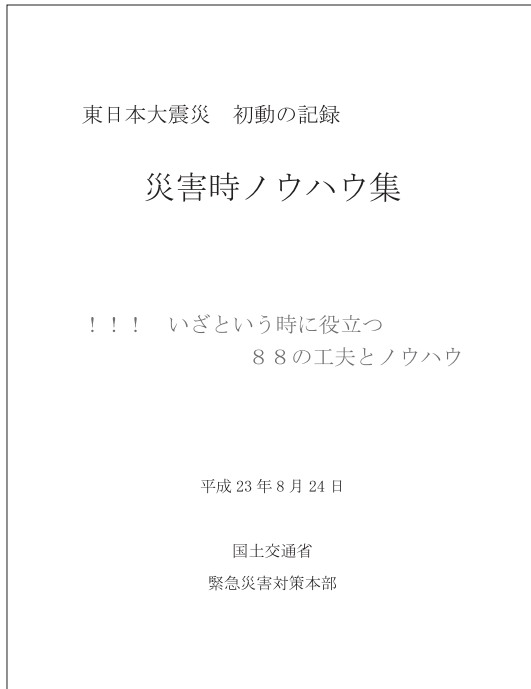 東日本大震災　初動の記録
災害時ノウハウ集
！！！　いざという時に役立つ
８８の工夫とノウハウ
平成 23 年 8 月 24 日
国土交通省
緊急災害対策本部